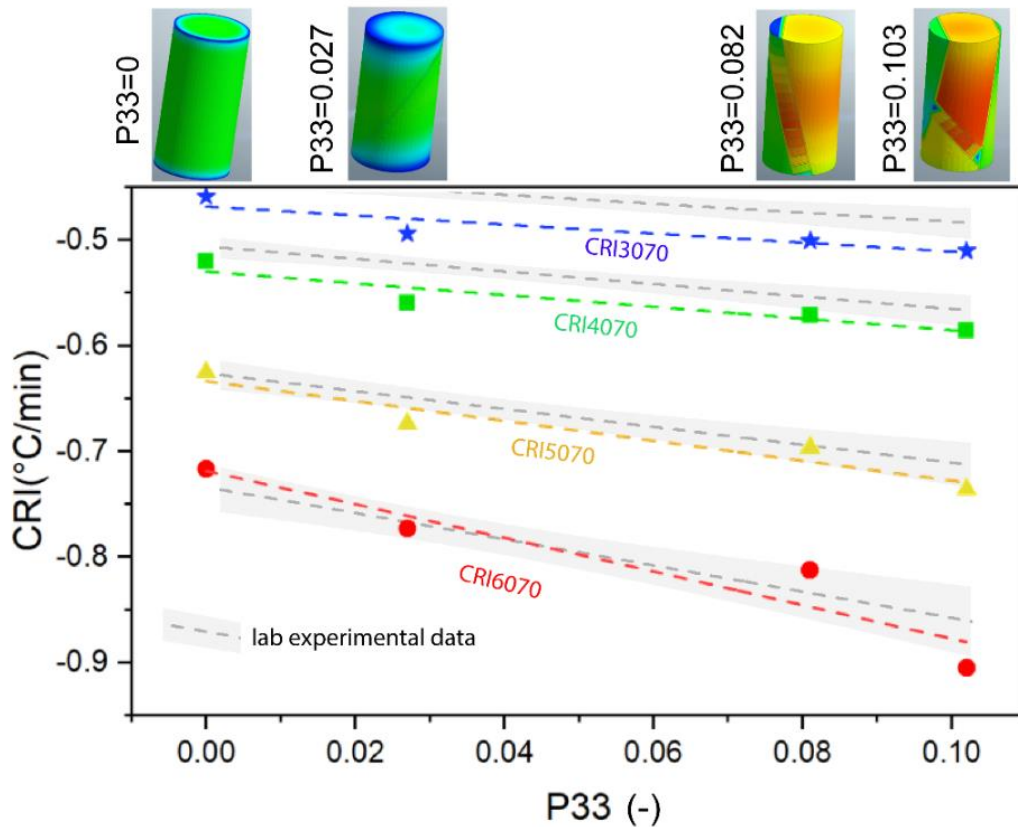 P33=0
P33=0.027
P33=0.082
P33=0.103
CRI(°C/min)
-0.5
-0.6
-0.7
-0.8
-0.9
CRI3070
CRI4070
CRI5070
CRI6070
lab experimental data
0.00 0.02 0.04 0.06 0.08 0.10
P33 (-)